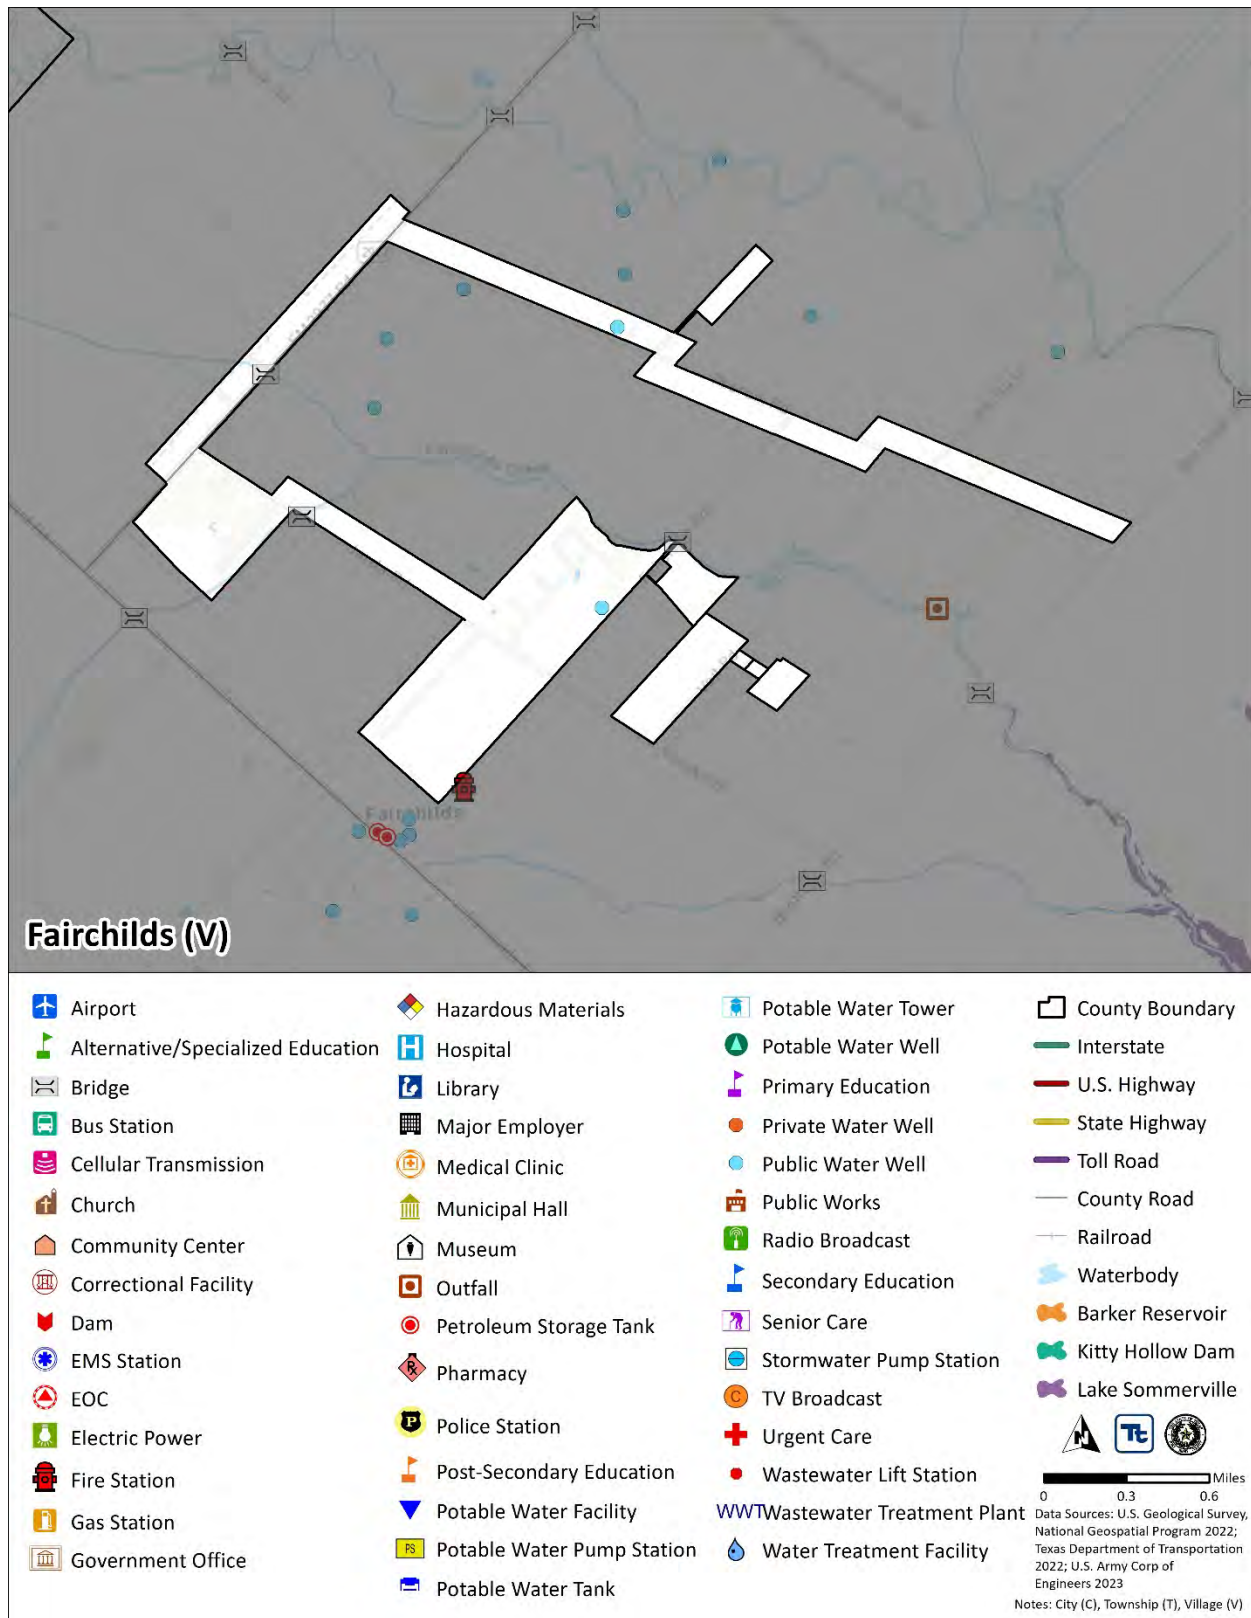 Fairchilds
Fairchilds (V)
Airport
Alternative/Specialized Education
Bridge
Bus Station
Cellular Transmission
Church
Community Center
Correctional Facility
Dam
EMS Station
EOC
Electric Power
Fire Station
Gas Station
Government Office
Hazardous Materials
H Hospital
Library
Major Employer
Medical Clinic
Municipal Hall
Museum
Outfall
Petroleum Storage Tank
Rx Pharmacy
P Police Station
Post-Secondary Education
Potable Water Facility
PS Potable Water Pump Station
Potable Water Tank
Potable Water Tower
Potable Water Well
Primary Education
Private Water Well
Public Water Well
Public Works
Radio Broadcast
Secondary Education
Senior Care
Stormwater Pump Station
C TV Broadcast
Urgent Care
Wastewater Lift Station
WWT Wastewater Treatment Plant
Water Treatment Facility
County Boundary
Interstate
U.S. Highway
State Highway
Toll Road
County Road
Railroad
Waterbody
Barker Reservoir
Kitty Hollow Dam
Lake Sommerville
N Tt
Miles
0 0.3 0.6
Data Sources: U.S. Geological Survey,
National Geospatial Program 2022;
Texas Department of Transportation
2022; U.S. Army Corp of
Engineers 2023
Notes: City (C), Township (T), Village (V)